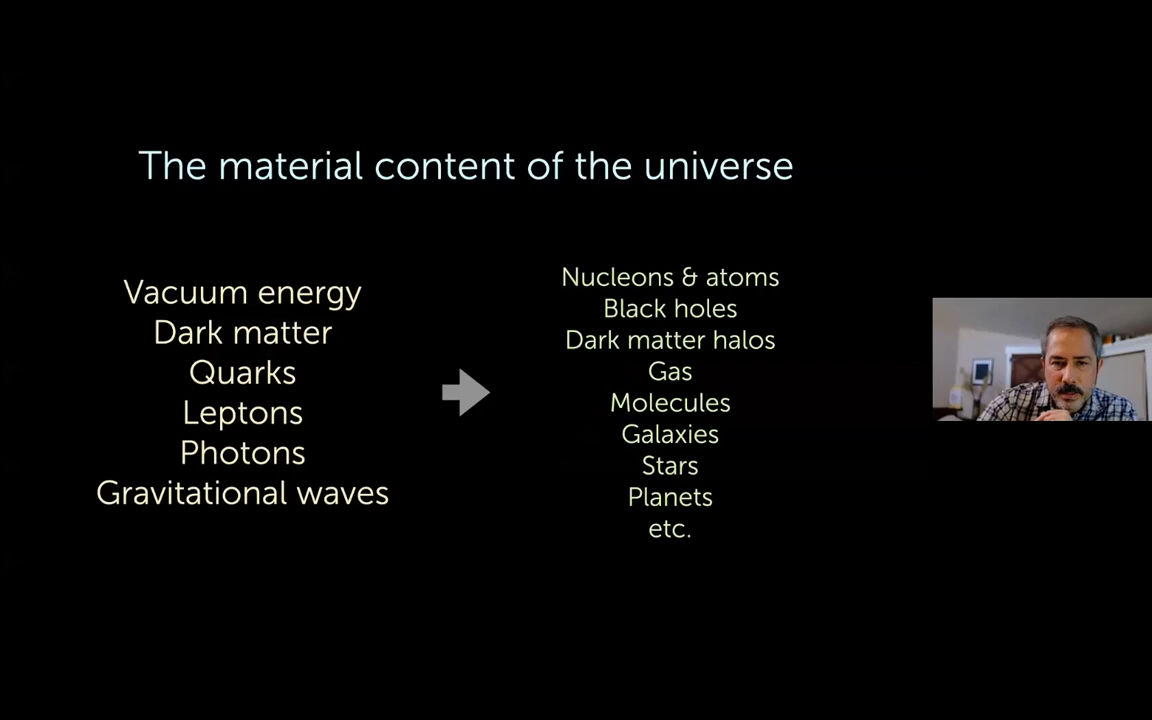 The material content of the universe
Vacuum energy
Dark matter
Quarks
Leptons
Photons
Gravitational waves
Nucleons & atoms
Black holes
Dark matter halos
Gas
Molecules
Galaxies
Stars
Planets
etc.